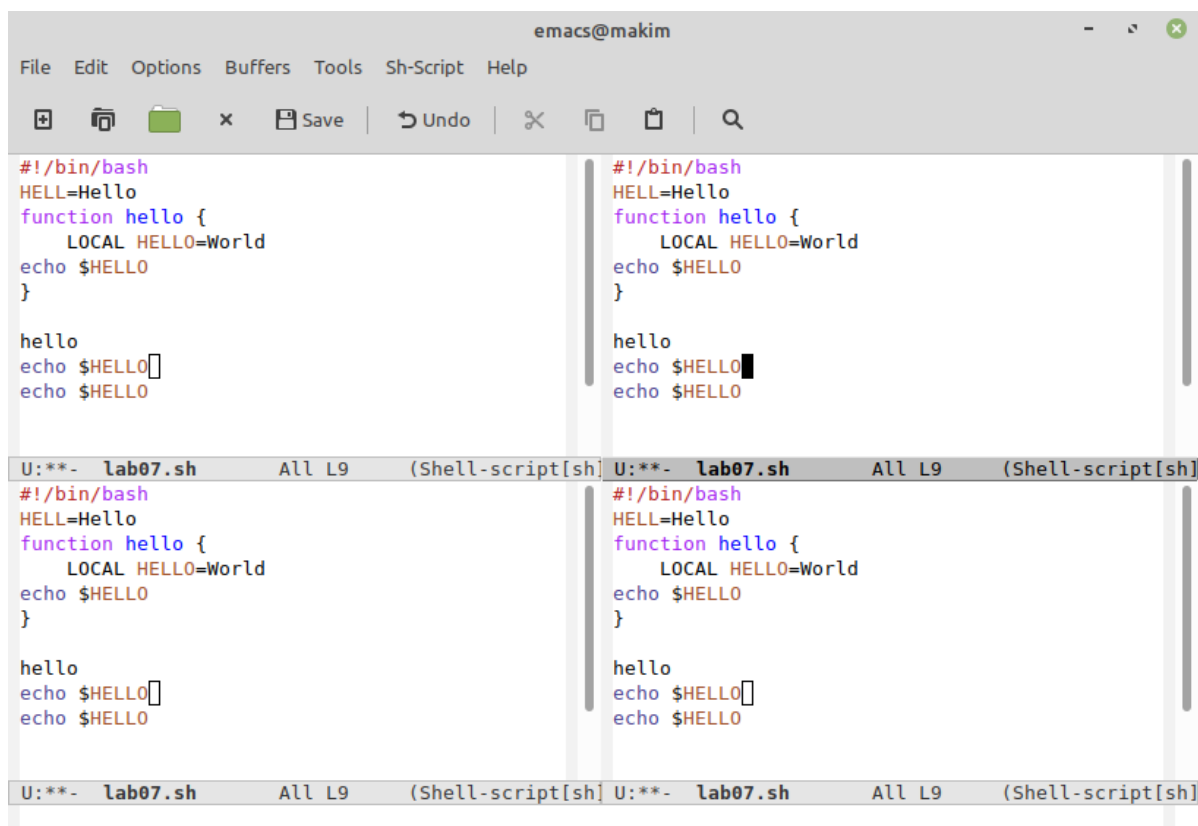 emacs@makim
File Edit Options Buffers Tools Sh-Script Help
Save Undo
#!/bin/bash
HELL=Hello
function hello {
    LOCAL HELLO=World
echo $HELLO
}
hello
echo $HELLO
echo $HELLO
U:**-  lab07.sh       All L9     (Shell-script[sh]
#!/bin/bash
HELL=Hello
function hello {
    LOCAL HELLO=World
echo $HELLO
}
hello
echo $HELLO
echo $HELLO
U:**-  lab07.sh       All L9     (Shell-script[sh]
#!/bin/bash
HELL=Hello
function hello {
    LOCAL HELLO=World
echo $HELLO
}
hello
echo $HELLO
echo $HELLO
U:**-  lab07.sh       All L9     (Shell-script[sh]
#!/bin/bash
HELL=Hello
function hello {
    LOCAL HELLO=World
echo $HELLO
}
hello
echo $HELLO
echo $HELLO
U:**-  lab07.sh       All L9     (Shell-script[sh]